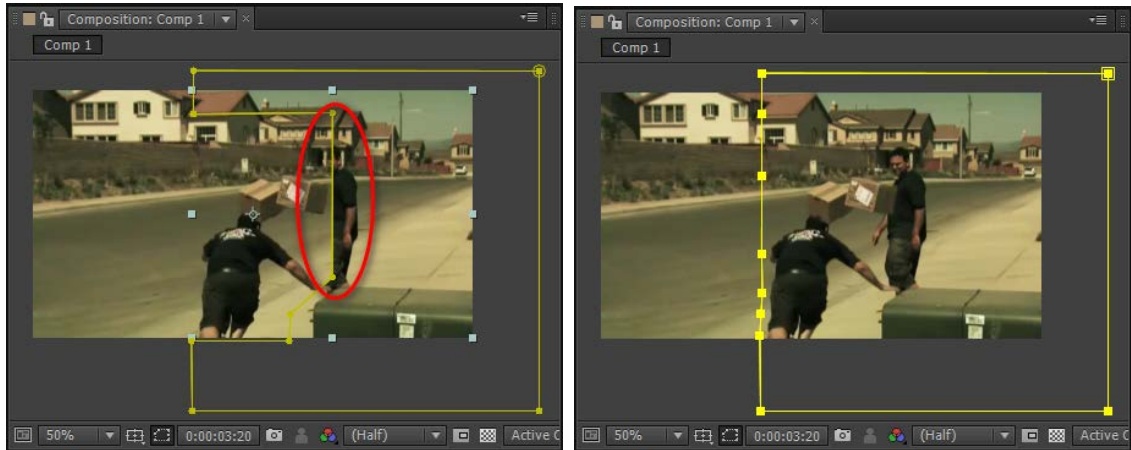 Composition: Comp 1
Comp 1
50%
0:00:03:20
(Half)
Active C
Composition: Comp 1
Comp 1
50%
0:00:03:20
(Half)
Active C